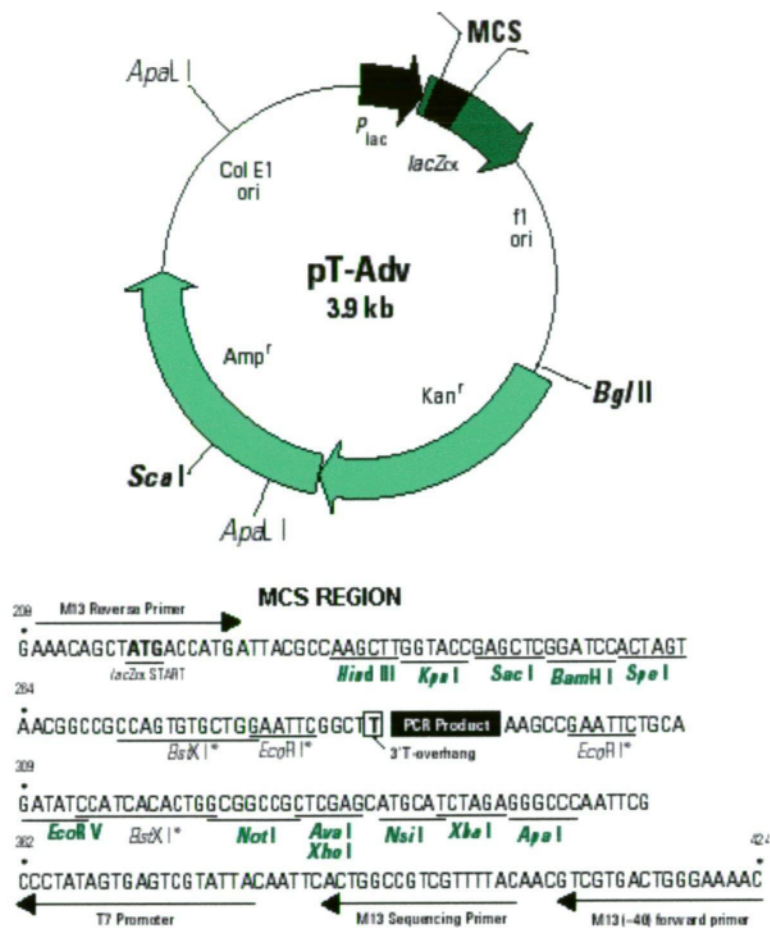 MCS
ApaL I
P lac
lacZα
Col E1
ori
f1
ori
pT-Adv
3.9 kb
Ampʳ
Kanʳ
Bgl II
Sca I
ApaL I
MCS REGION
209
M13 Reverse Primer
GAAACAGCTATGACCATGATTACGCCAAGCTTGGTACCGAGCTCGGATCCACTAGT
lacZα START
Hind III Kpn I Sac I BamH I Spe I
264
AACGGCCGCCAGTGTGCTGGAATTCGGCTT T PCR Product AAGCCGAATTCTGCA
BstX I* EcoR I* 3'T-overhang EcoR I*
309
GATATCCATCACACTGGCGGCCGCTCGAGCATGCATCTAGAGGGCCCAATTCG
EcoR V BstX I* Not I Ava I Nsi I Xba I Apa I
Xho I
362
424
CCCTATAGTGAGTCGTATTACAATTCACTGGCCGTCGTTTTACAACGTCGTGACTGGGAAAAC
T7 Promoter M13 Sequencing Primer M13 (-40) forward primer